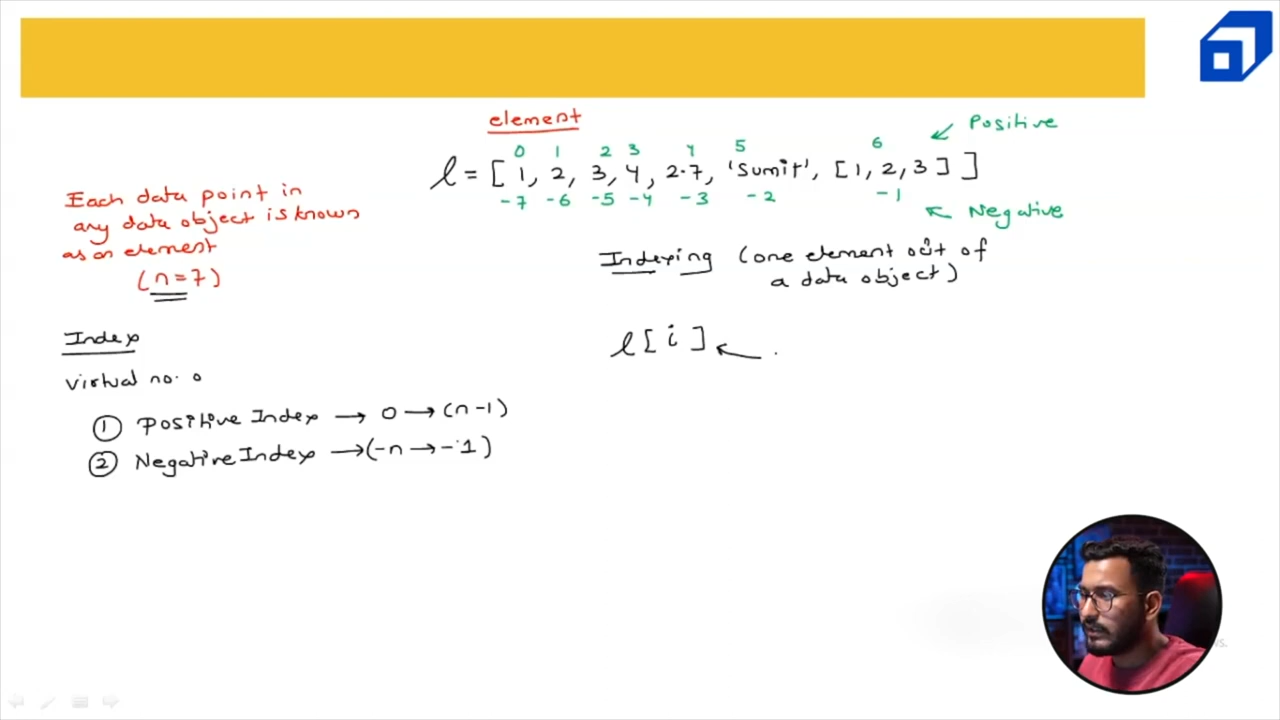 element
Positive
0 1 2 3 4 5 6
l = [ 1, 2, 3, 4, 2.7, 'Sumit', [1, 2, 3] ]
-7 -6 -5 -4 -3 -2 -1
Negative
Each data point in
any data object is known
as an element
(n=7)
Indexing (one element out of
a data object)
Index
l [ i ]
virtual no.
① Positive Index → 0 → (n-1)
② Negative Index → (-n → -1)